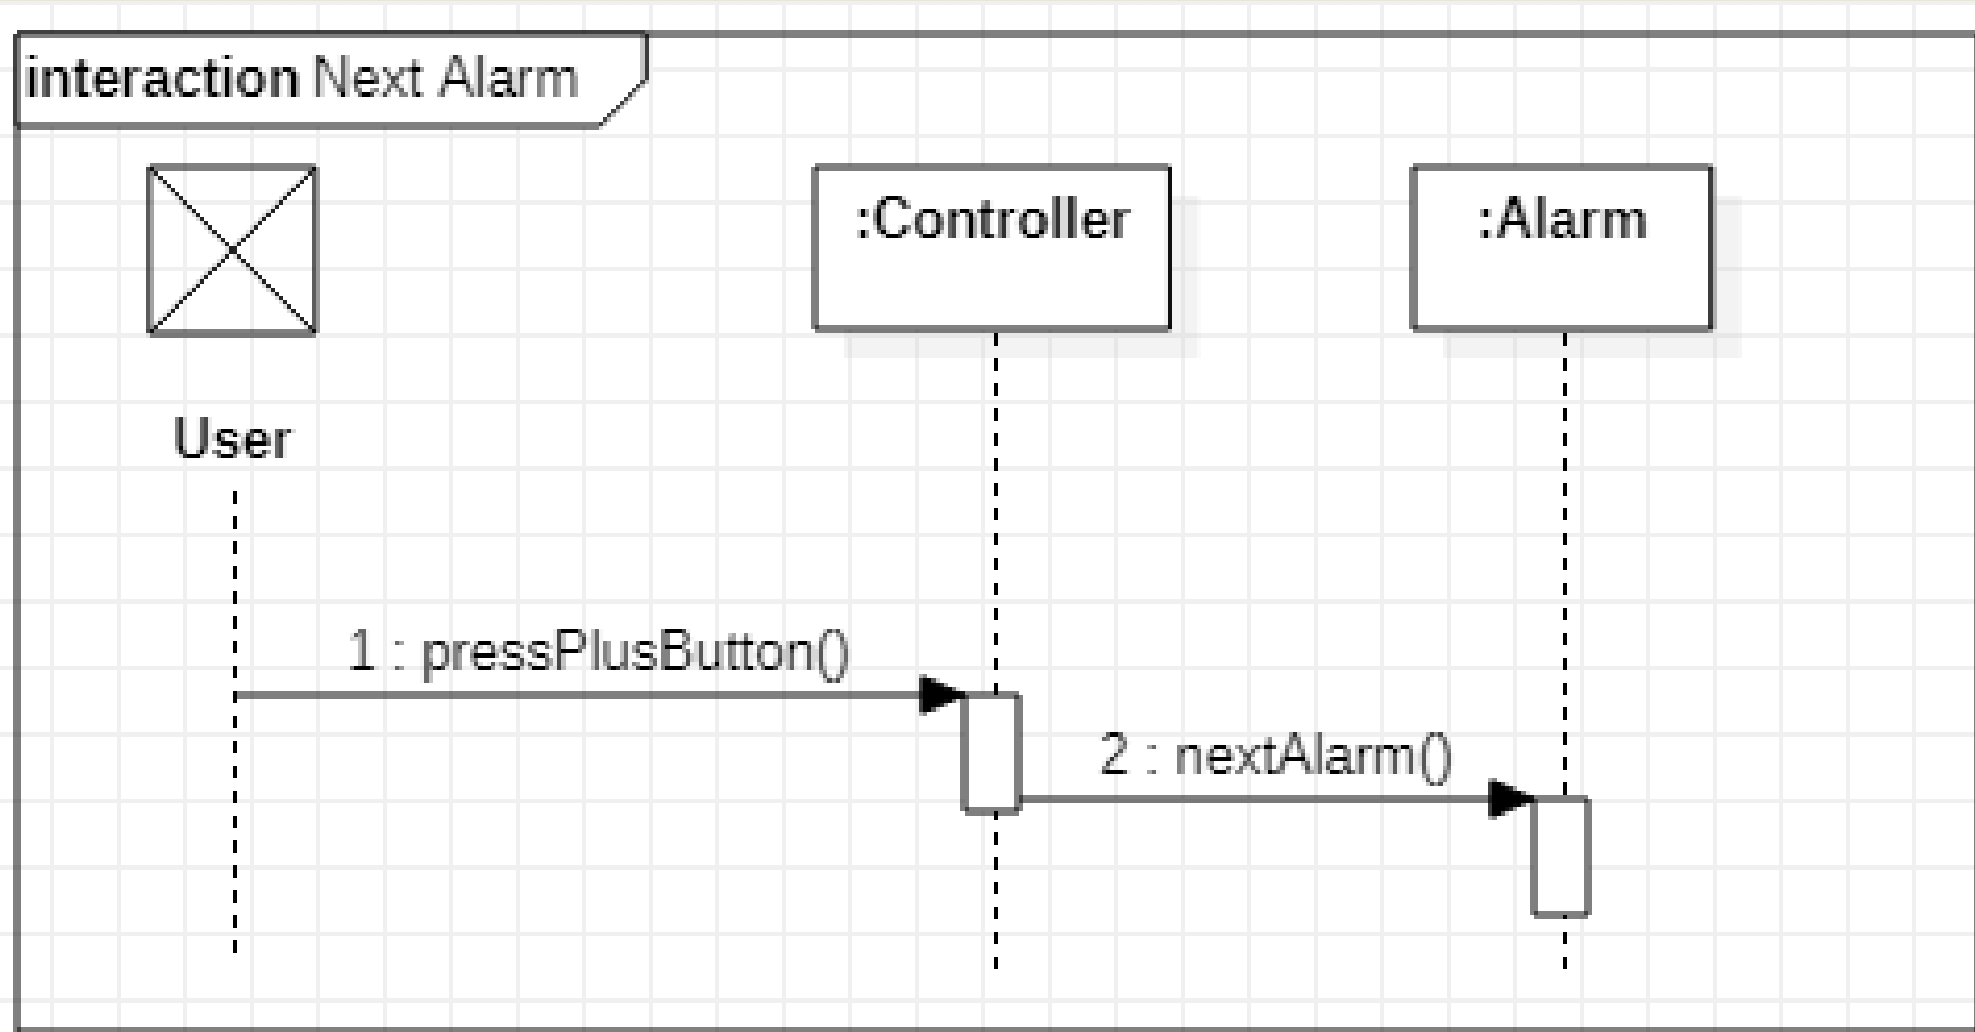 interaction Next Alarm
:Controller
:Alarm
User
1 : pressPlusButton()
2 : nextAlarm()